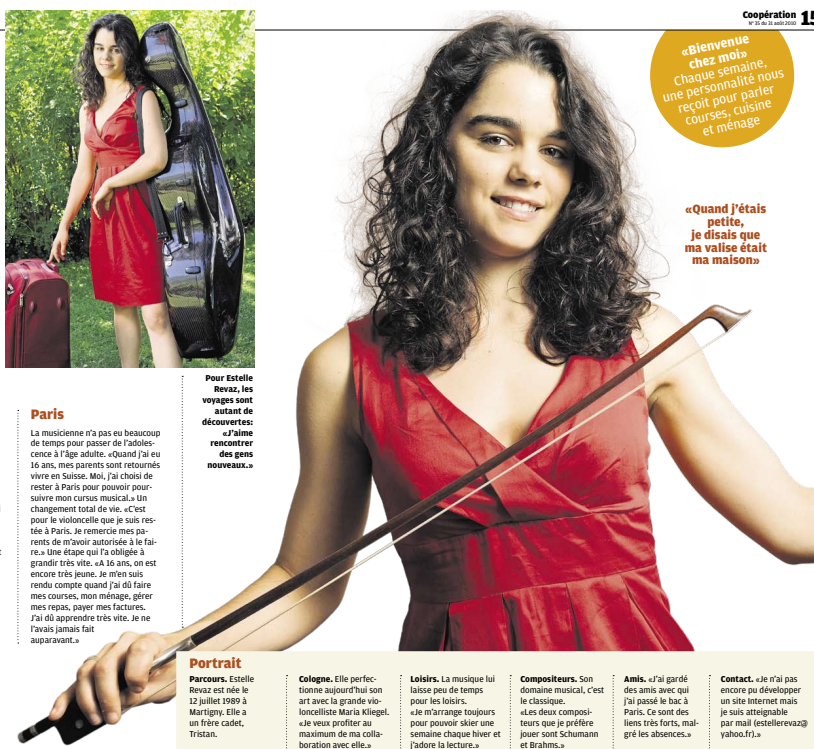 Coopération 15
N° 35 du 31 août 2010
«Bienvenue
chez moi»
Chaque semaine,
une personnalité nous
reçoit pour parler
courses, cuisine
et ménage
«Quand j'étais
petite,
je disais que
ma valise était
ma maison»
Pour Estelle
Revaz, les
voyages sont
autant de
découvertes:
«J'aime
rencontrer
des gens
nouveaux.»
Paris
La musicienne n'a pas eu beaucoup
de temps pour passer de l'adoles-
cence à l'âge adulte. «Quand j'ai eu
16 ans, mes parents sont retournés
vivre en Suisse. Moi, j'ai choisi de
rester à Paris pour pouvoir pour-
suivre mon cursus musical.» Un
changement total de vie. «C'est
pour le violoncelle que je suis res-
tée à Paris. Je remercie mes pa-
rents de m'avoir autorisée à le fai-
re.» Une étape qui l'a obligée à
grandir très vite. «A 16 ans, on est
encore très jeune. Je m'en suis
rendu compte quand j'ai dû faire
mes courses, mon ménage, gérer
mes repas, payer mes factures.
J'ai dû apprendre très vite. Je ne
l'avais jamais fait
auparavant.»
Portrait
Parcours. Estelle
Revaz est née le
12 juillet 1989 à
Martigny. Elle a
un frère cadet,
Tristan.
Cologne. Elle perfec-
tionne aujourd'hui son
art avec la grande vio-
loncelliste Maria Kliegel.
«Je veux profiter au
maximum de ma colla-
boration avec elle.»
Loisirs. La musique lui
laisse peu de temps
pour les loisirs.
«Je m'arrange toujours
pour pouvoir skier une
semaine chaque hiver et
j'adore la lecture.»
Compositeurs. Son
domaine musical, c'est
le classique.
«Les deux composi-
teurs que je préfère
jouer sont Schumann
et Brahms.»
Amis. «J'ai gardé
des amis avec qui
j'ai passé le bac à
Paris. Ce sont des
liens très forts, mal-
gré les absences.»
Contact. «Je n'ai pas
encore pu développer
un site Internet mais
je suis atteignable
par mail (estellerevaz@
yahoo.fr).»